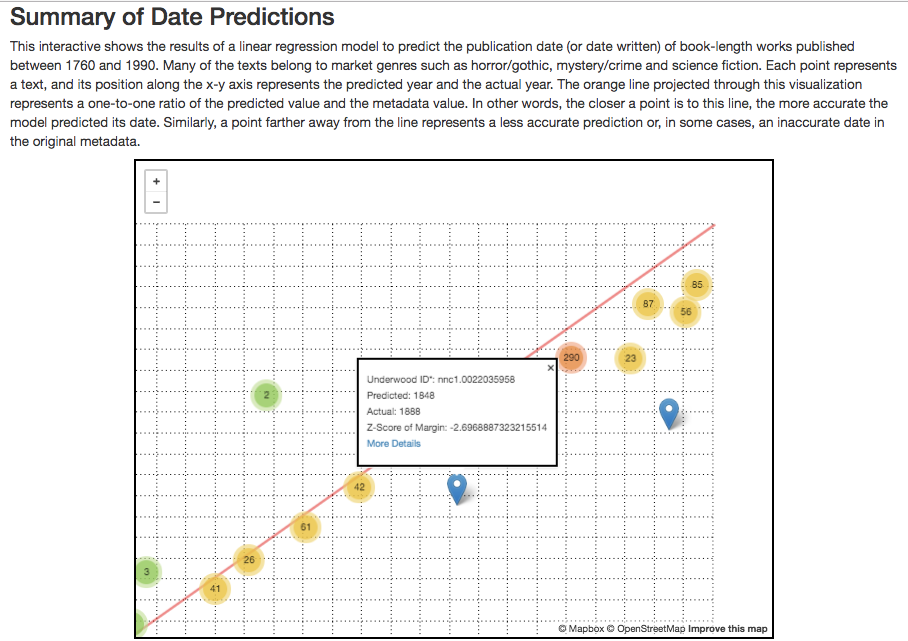 Summary of Date Predictions
This interactive shows the results of a linear regression model to predict the publication date (or date written) of book-length works published
between 1760 and 1990. Many of the texts belong to market genres such as horror/gothic, mystery/crime and science fiction. Each point represents
a text, and its position along the x-y axis represents the predicted year and the actual year. The orange line projected through this visualization
represents a one-to-one ratio of the predicted value and the metadata value. In other words, the closer a point is to this line, the more accurate the
model predicted its date. Similarly, a point farther away from the line represents a less accurate prediction or, in some cases, an inaccurate date in
the original metadata.
+
−
85
87
56
290
23
×
Underwood ID*: nnc1.0022035958
Predicted: 1848
Actual: 1888
Z-Score of Margin: -2.6968887323215514
More Details
2
42
61
26
3
41
© Mapbox © OpenStreetMap Improve this map